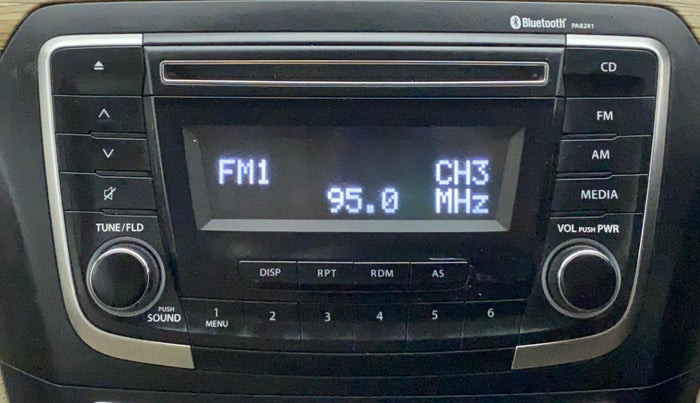 Bluetooth® PA82R1
CD
FM
FM1 CH3
AM
95.0 MHz
MEDIA
TUNE/FLD
VOL PUSH PWR
DISP RPT RDM AS
PUSH
SOUND
1 2 3 4 5 6
MENU